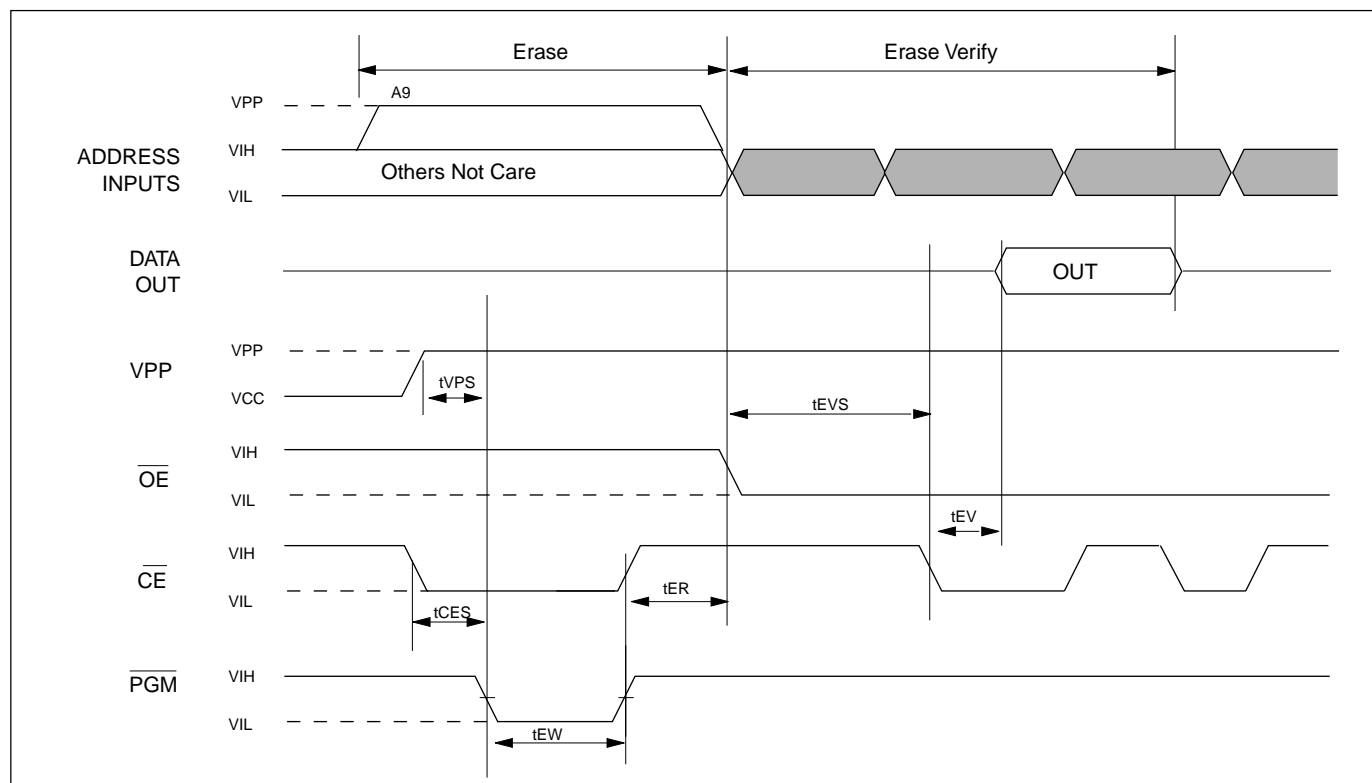 Erase
Erase Verify
VPP
A9
ADDRESS
INPUTS
VIH
Others Not Care
VIL
DATA
OUT
OUT
VPP
VPP
tVPS
VCC
tEVS
OE
VIH
VIL
tEV
CE
VIH
VIL
tCES
tER
PGM
VIH
VIL
tEW